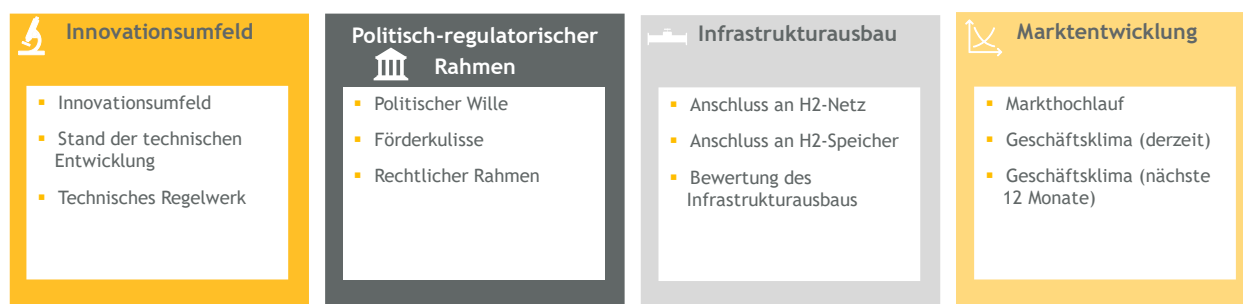 Innovationsumfeld
▪ Innovationsumfeld
▪ Stand der technischen
Entwicklung
▪ Technisches Regelwerk
Politisch-regulatorischer
Rahmen
▪ Politischer Wille
▪ Förderkulisse
▪ Rechtlicher Rahmen
Infrastrukturausbau
▪ Anschluss an H2-Netz
▪ Anschluss an H2-Speicher
▪ Bewertung des
Infrastrukturausbaus
Marktentwicklung
▪ Markthochlauf
▪ Geschäftsklima (derzeit)
▪ Geschäftsklima (nächste
12 Monate)